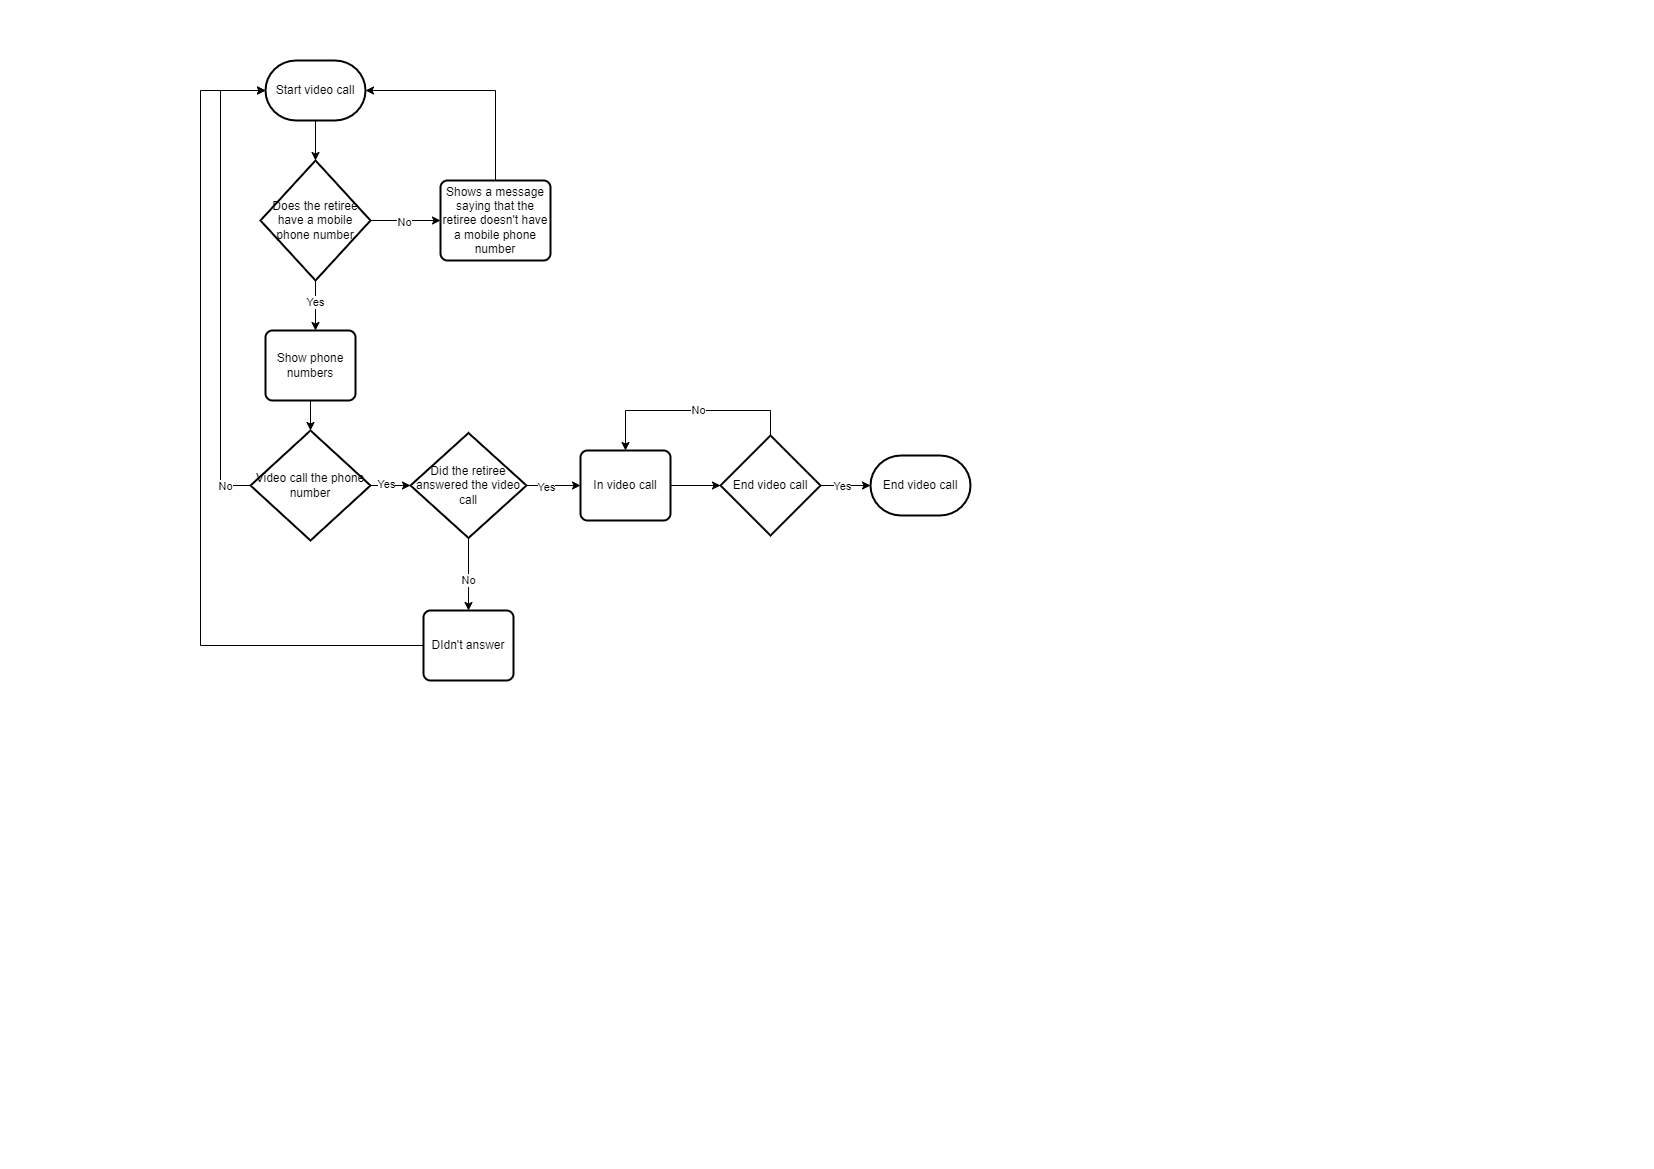 Start video call
Does the retiree
have a mobile
phone number
No
Shows a message
saying that the
retiree doesn't have
a mobile phone
number
Yes
Show phone
numbers
Video call the phone
number
No
Yes
Did the retiree
answered the video
call
Yes
In video call
No
End video call
Yes
End video call
No
DIdn't answer